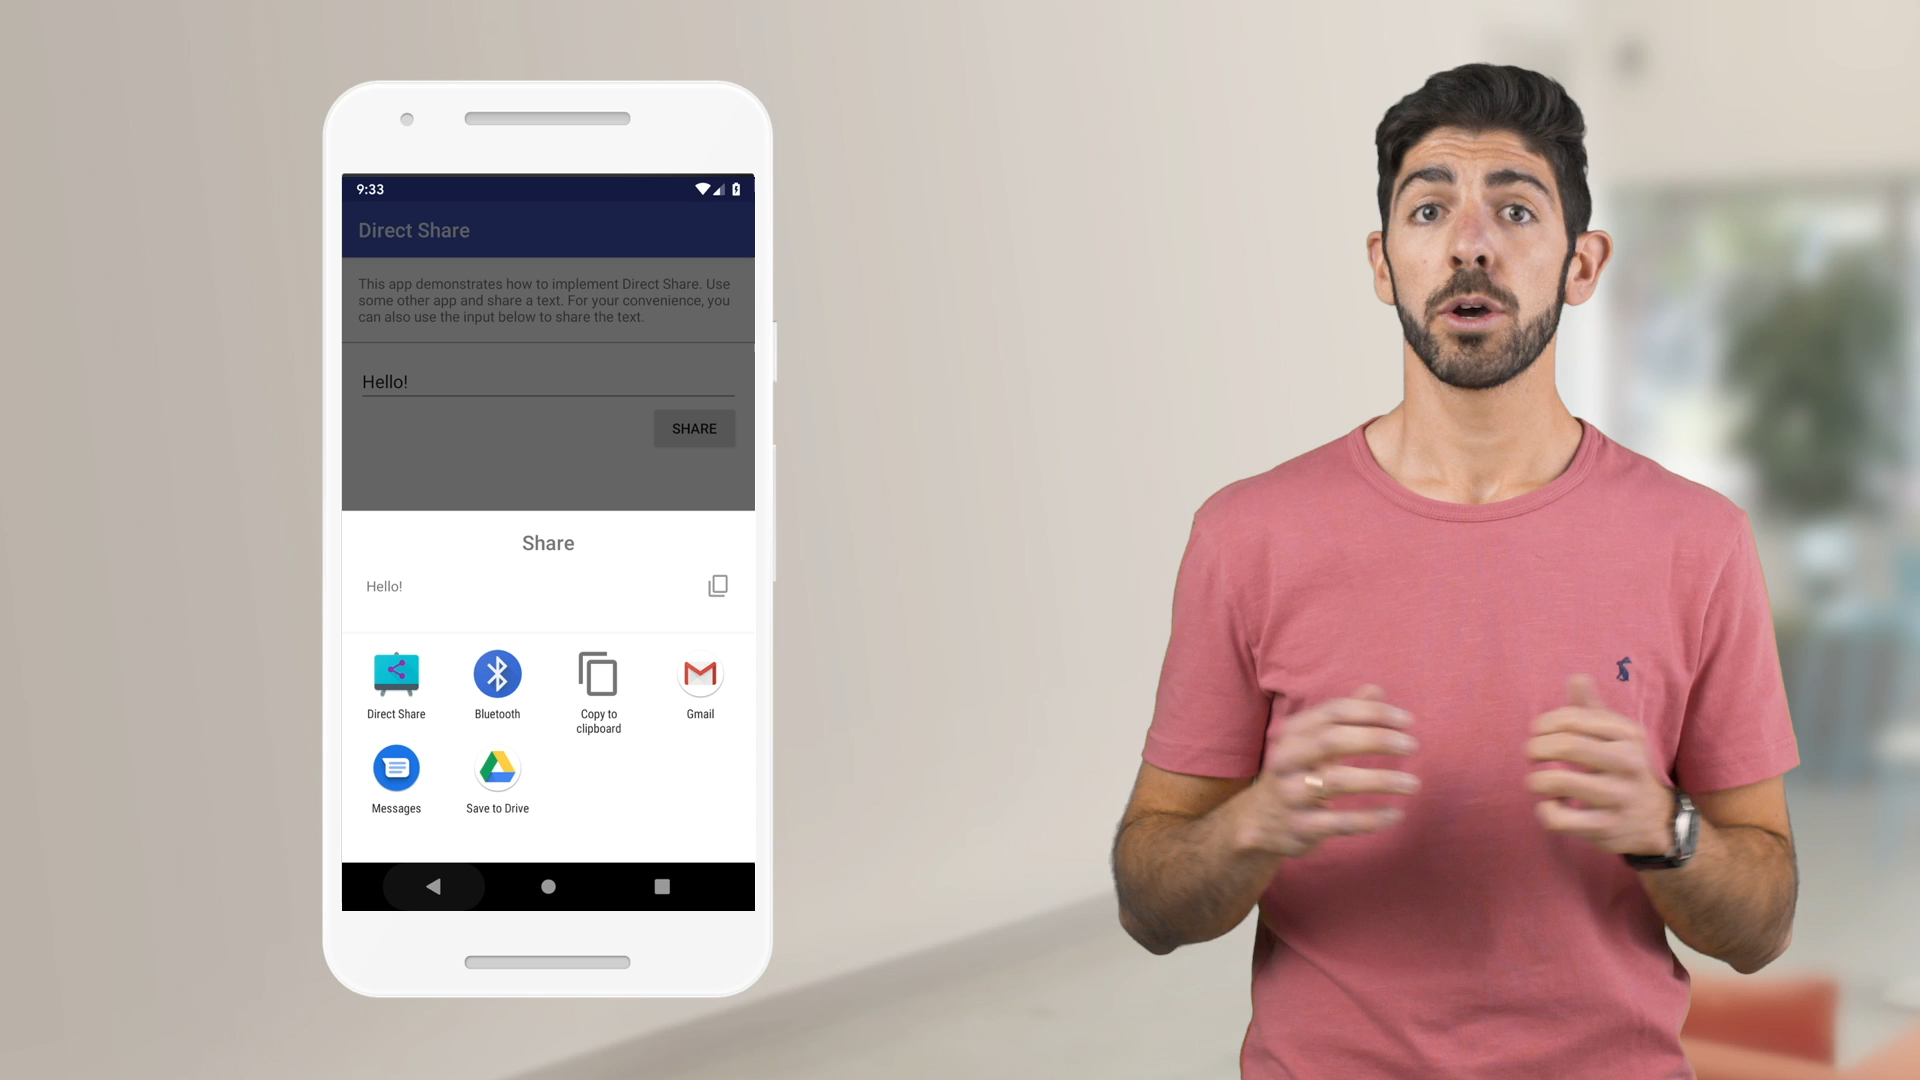 9:33
Direct Share
This app demonstrates how to implement Direct Share. Use
some other app and share a text. For your convenience, you
can also use the input below to share the text.
Hello!
SHARE
Share
Hello!
Direct Share
Bluetooth
Copy to
clipboard
Gmail
Messages
Save to Drive